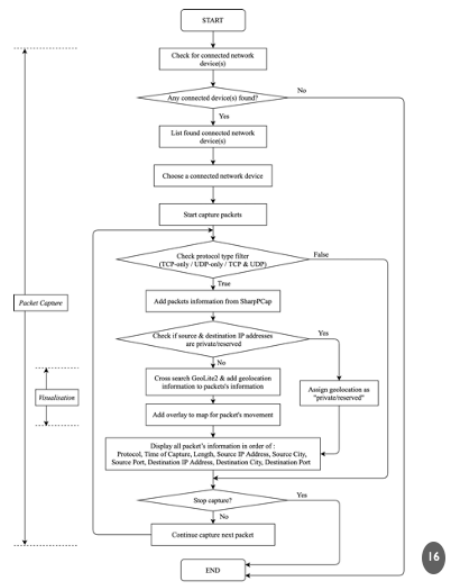 START
Check for connected network
device(s)
Any connected device(s) found?
No
Yes
List found connected network
device(s)
Choose a connected network device
Start capture packets
Check protocol type filter
(TCP-only / UDP-only / TCP & UDP)
False
True
Add packets information from SharpPCap
Packet Capture
Check if source & destination IP addresses
are private/reserved
Yes
No
Cross search GeoLite2 & add geolocation
information to packets's information
Assign geolocation as
"private/reserved"
Visualisation
Add overlay to map for packet's movement
Display all packet's information in order of :
Protocol, Time of Capture, Length, Source IP Address, Source City,
Source Port, Destination IP Address, Destination City, Destination Port
Stop capture?
Yes
No
Continue capture next packet
END
16